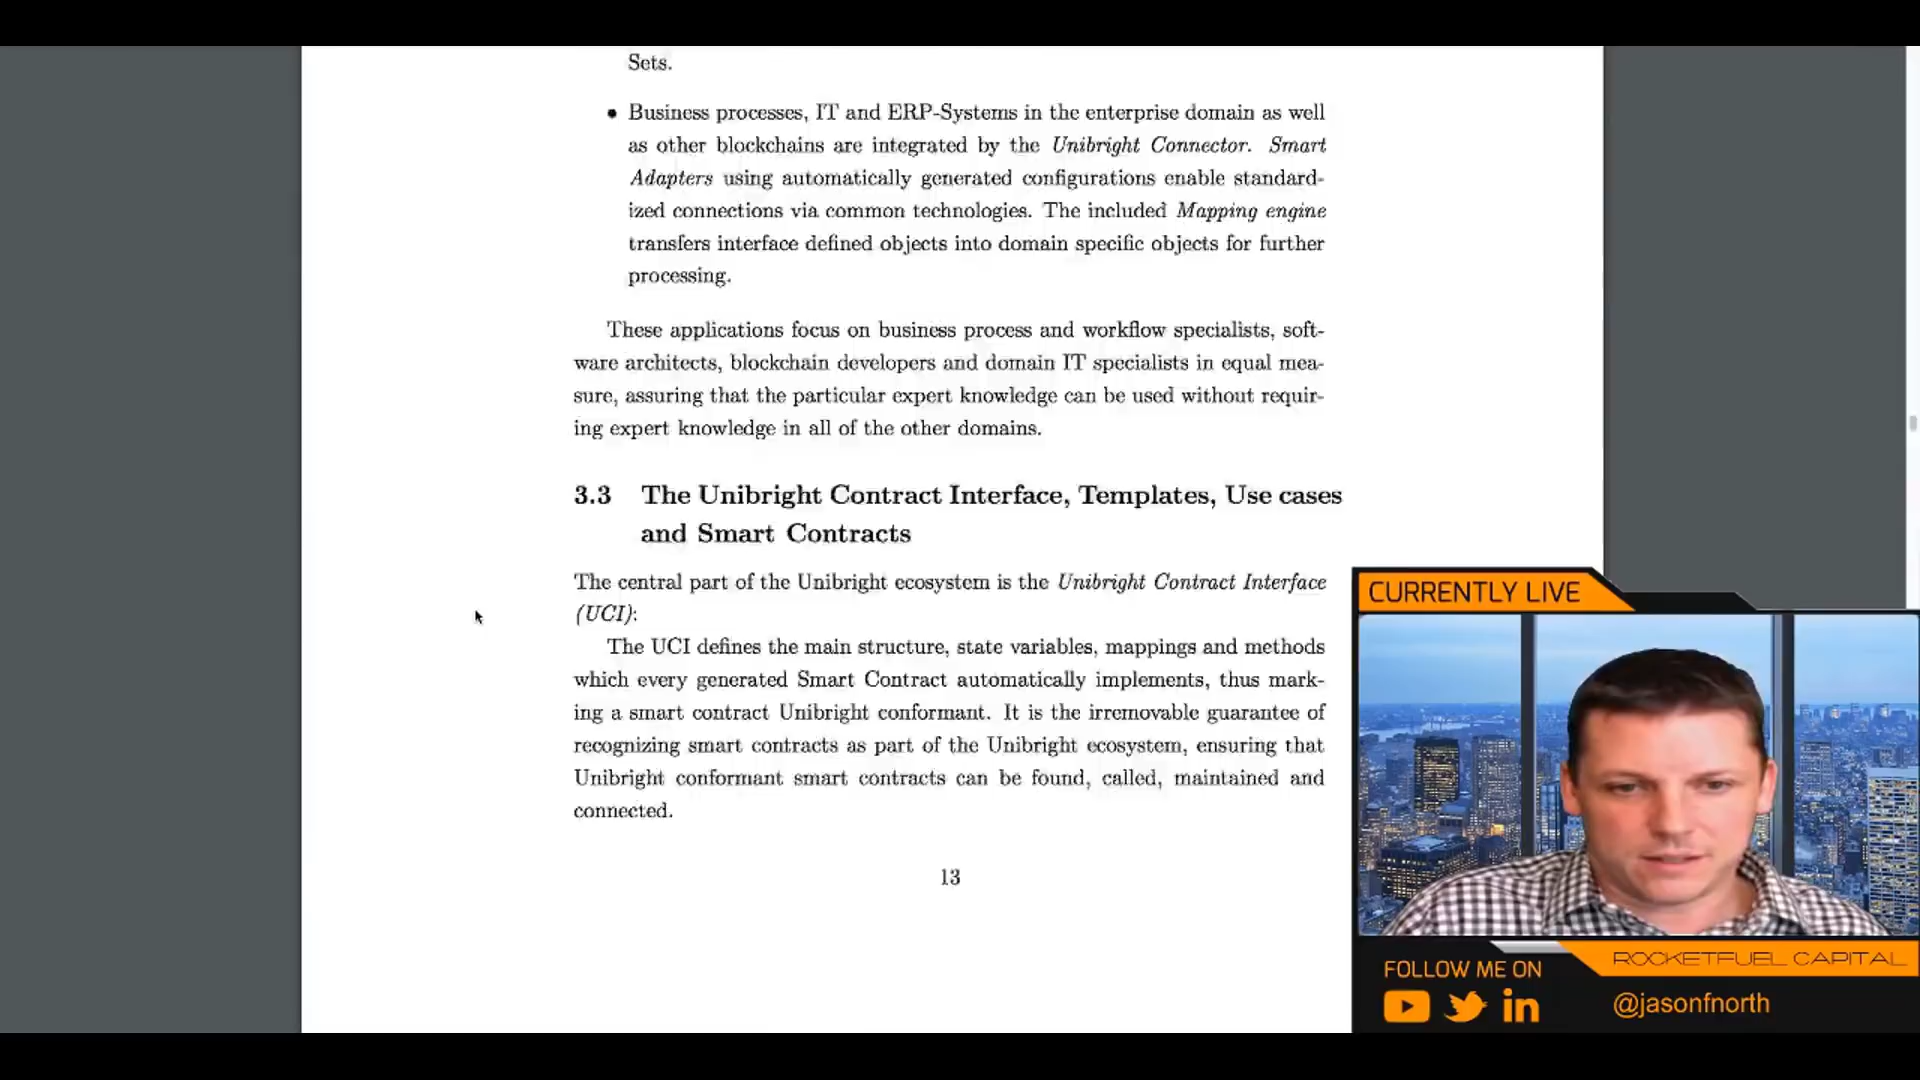 Sets.
• Business processes, IT and ERP-Systems in the enterprise domain as well
as other blockchains are integrated by the Unibright Connector. Smart
Adapters using automatically generated configurations enable standard-
ized connections via common technologies. The included Mapping engine
transfers interface defined objects into domain specific objects for further
processing.
These applications focus on business process and workflow specialists, soft-
ware architects, blockchain developers and domain IT specialists in equal mea-
sure, assuring that the particular expert knowledge can be used without requir-
ing expert knowledge in all of the other domains.
3.3 The Unibright Contract Interface, Templates, Use cases
and Smart Contracts
The central part of the Unibright ecosystem is the Unibright Contract Interface
(UCI):
The UCI defines the main structure, state variables, mappings and methods
which every generated Smart Contract automatically implements, thus mark-
ing a smart contract Unibright conformant. It is the irremovable guarantee of
recognizing smart contracts as part of the Unibright ecosystem, ensuring that
Unibright conformant smart contracts can be found, called, maintained and
connected.
13
CURRENTLY LIVE
FOLLOW ME ON
ROCKETFUEL CAPITAL
in
@jasonfnorth